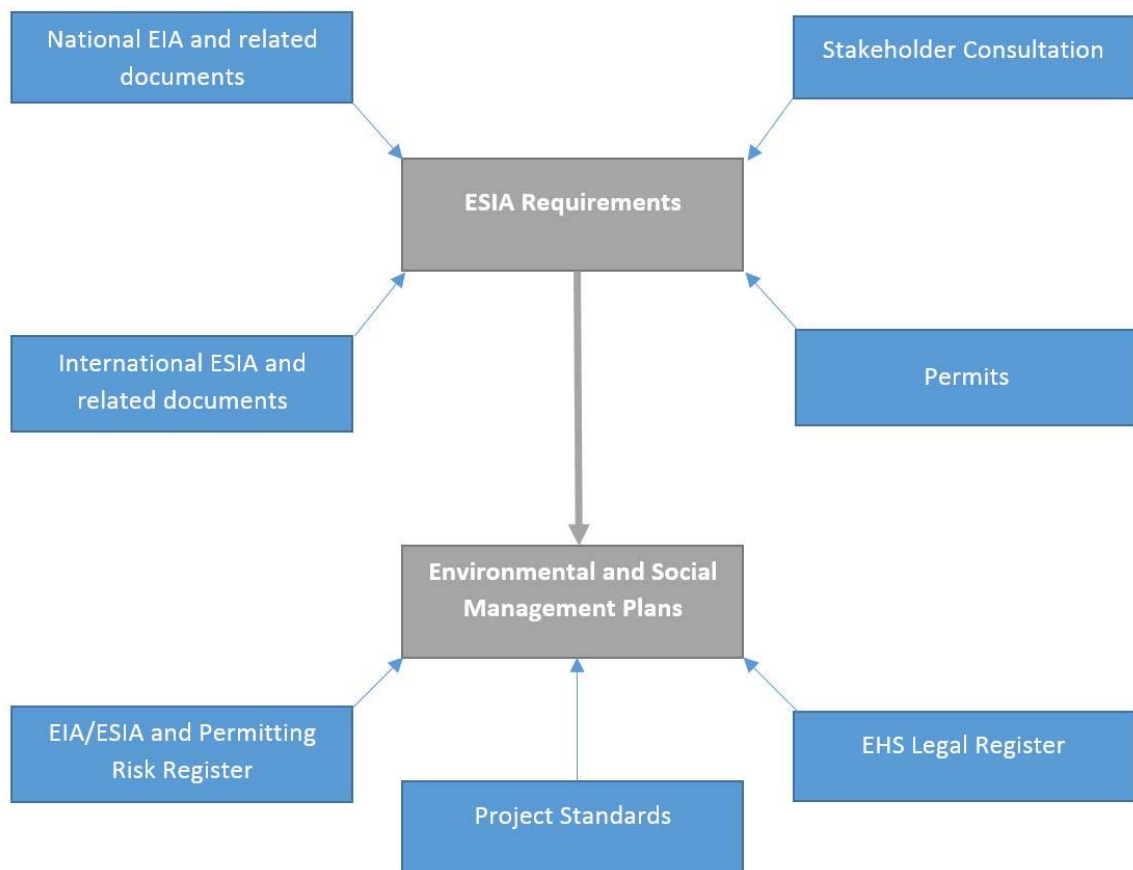 National EIA and related
documents
Stakeholder Consultation
ESIA Requirements
International ESIA and
related documents
Permits
Environmental and Social
Management Plans
EIA/ESIA and Permitting
Risk Register
EHS Legal Register
Project Standards